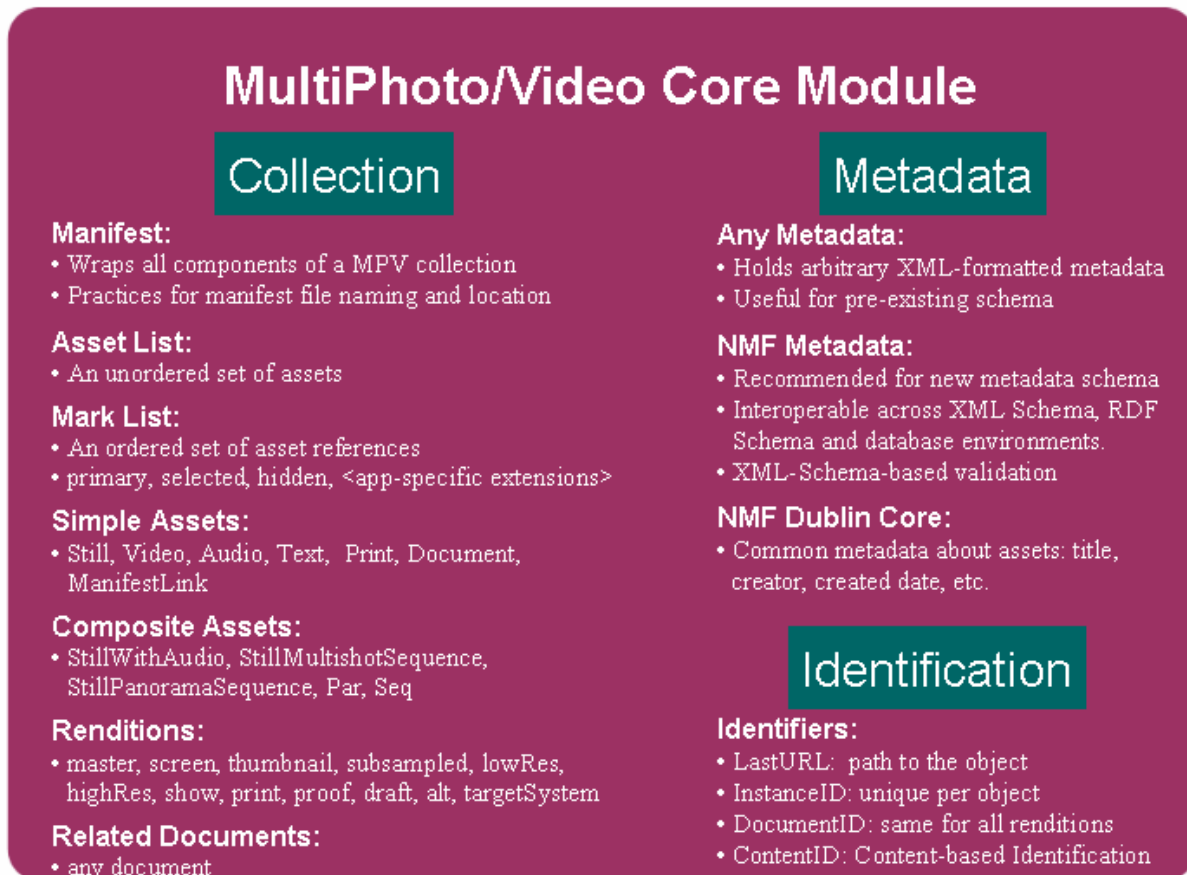 MultiPhoto/Video Core Module
Collection
Manifest:
• Wraps all components of a MPV collection
• Practices for manifest file naming and location
Asset List:
• An unordered set of assets
Mark List:
• An ordered set of asset references
• primary, selected, hidden, <app-specific extensions>
Simple Assets:
• Still, Video, Audio, Text, Print, Document,
ManifestLink
Composite Assets:
• StillWithAudio, StillMultishotSequence,
StillPanoramaSequence, Par, Seq
Renditions:
• master, screen, thumbnail, subsampled, lowRes,
highRes, show, print, proof, draft, alt, targetSystem
Related Documents:
• any document
Metadata
Any Metadata:
• Holds arbitrary XML-formatted metadata
• Useful for pre-existing schema
NMF Metadata:
• Recommended for new metadata schema
• Interoperable across XML Schema, RDF
Schema and database environments.
• XML-Schema-based validation
NMF Dublin Core:
• Common metadata about assets: title,
creator, created date, etc.
Identification
Identifiers:
• LastURL: path to the object
• InstanceID: unique per object
• DocumentID: same for all renditions
• ContentID: Content-based Identification